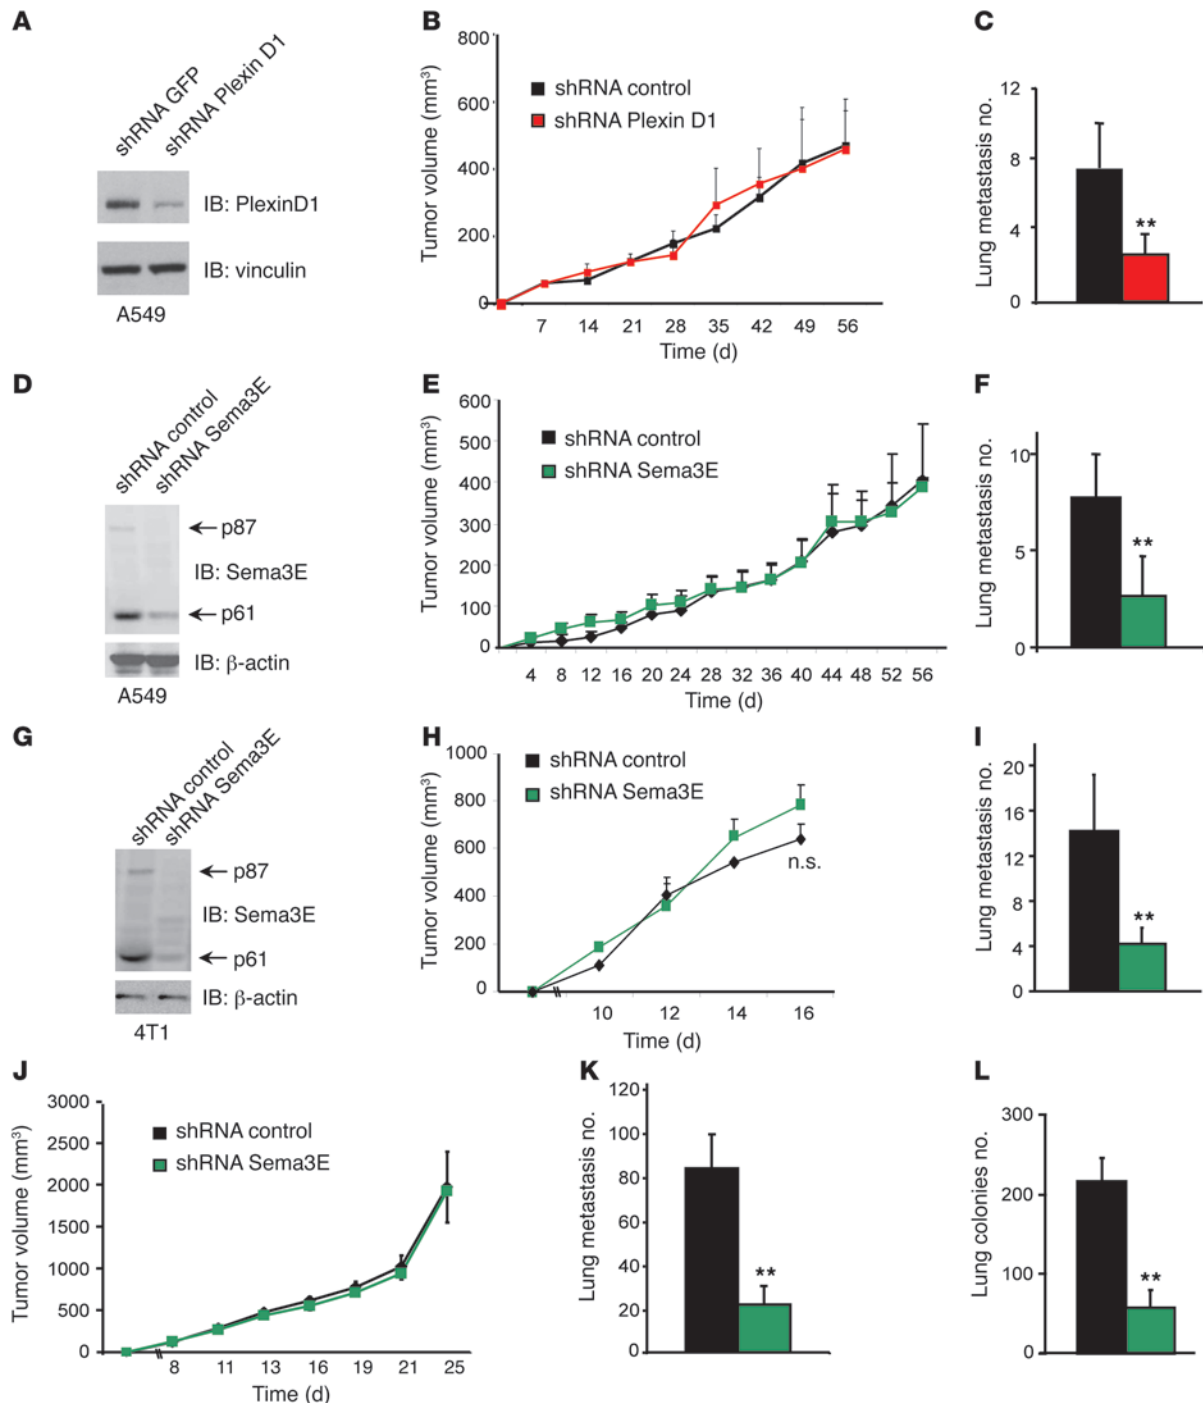 A
shRNA GFP
shRNA Plexin D1
IB: PlexinD1
IB: vinculin
A549
B
Tumor volume (mm³)
800
600
400
200
0
shRNA control
shRNA Plexin D1
7 14 21 28 35 42 49 56
Time (d)
C
Lung metastasis no.
12
8
4
0
**
D
shRNA control
shRNA Sema3E
p87
IB: Sema3E
p61
IB: β-actin
A549
E
Tumor volume (mm³)
600
500
400
300
200
100
0
shRNA control
shRNA Sema3E
4 8 12 16 20 24 28 32 36 40 44 48 52 56
Time (d)
F
Lung metastasis no.
10
5
0
**
G
shRNA control
shRNA Sema3E
p87
IB: Sema3E
p61
IB: β-actin
4T1
H
Tumor volume (mm³)
1000
800
600
400
200
0
shRNA control
shRNA Sema3E
n.s.
10 12 14 16
Time (d)
I
Lung metastasis no.
20
16
12
8
4
0
**
J
Tumor volume (mm³)
3000
2500
2000
1500
1000
500
0
shRNA control
shRNA Sema3E
8 11 13 16 19 21 25
Time (d)
K
Lung metastasis no.
120
100
80
60
40
20
0
**
L
Lung colonies no.
300
200
100
0
**